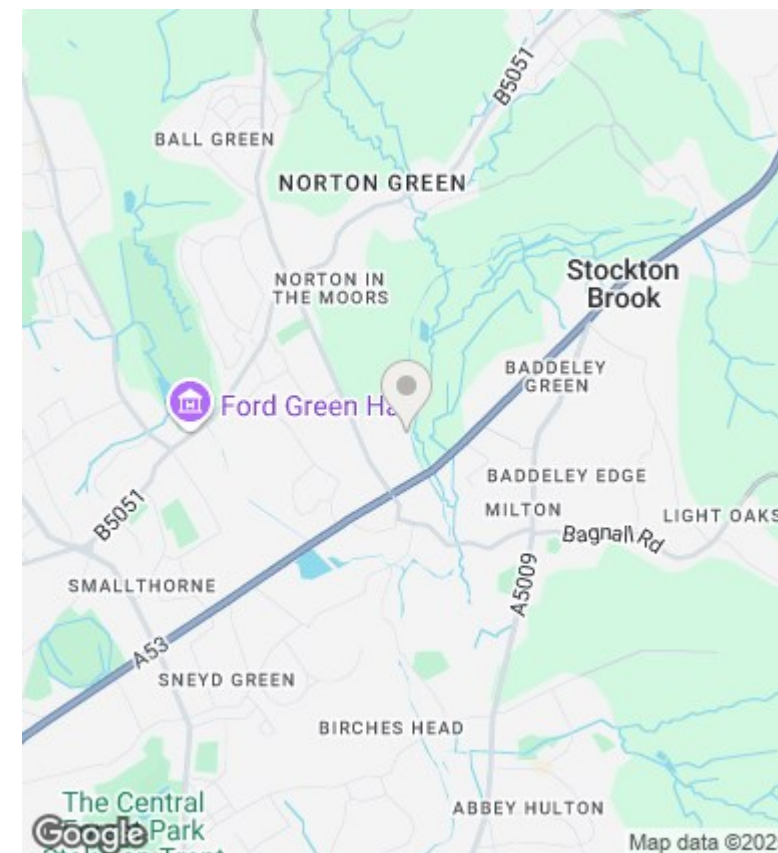 B5051
BALL GREEN
NORTON GREEN
NORTON IN
THE MOORS
Stockton
Brook
BADDELEY
GREEN
Ford Green Ha
BADDELEY EDGE
MILTON
LIGHT OAKS
Bagnall Rd
B5051
A5009
SMALLTHORNE
A53
SNEYD GREEN
BIRCHES HEAD
The Central
Park
ABBEY HULTON
Google
Map data ©202